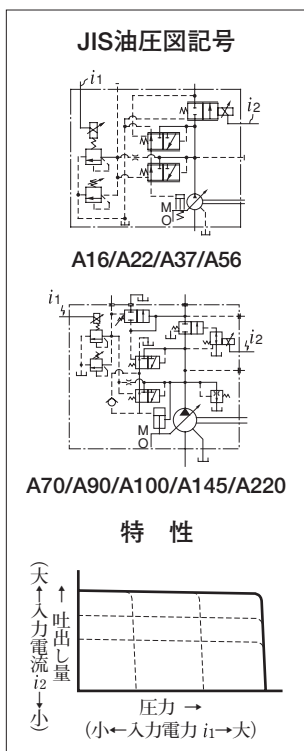 JIS油圧図記号
i1
i2
M
O
A16/A22/A37/A56
i1
i2
M
O
A70/A90/A100/A145/A220
特 性
(大←入力電流 i2→小)
吐出し量 →
圧力 →
(小←入力電力 i1→大)